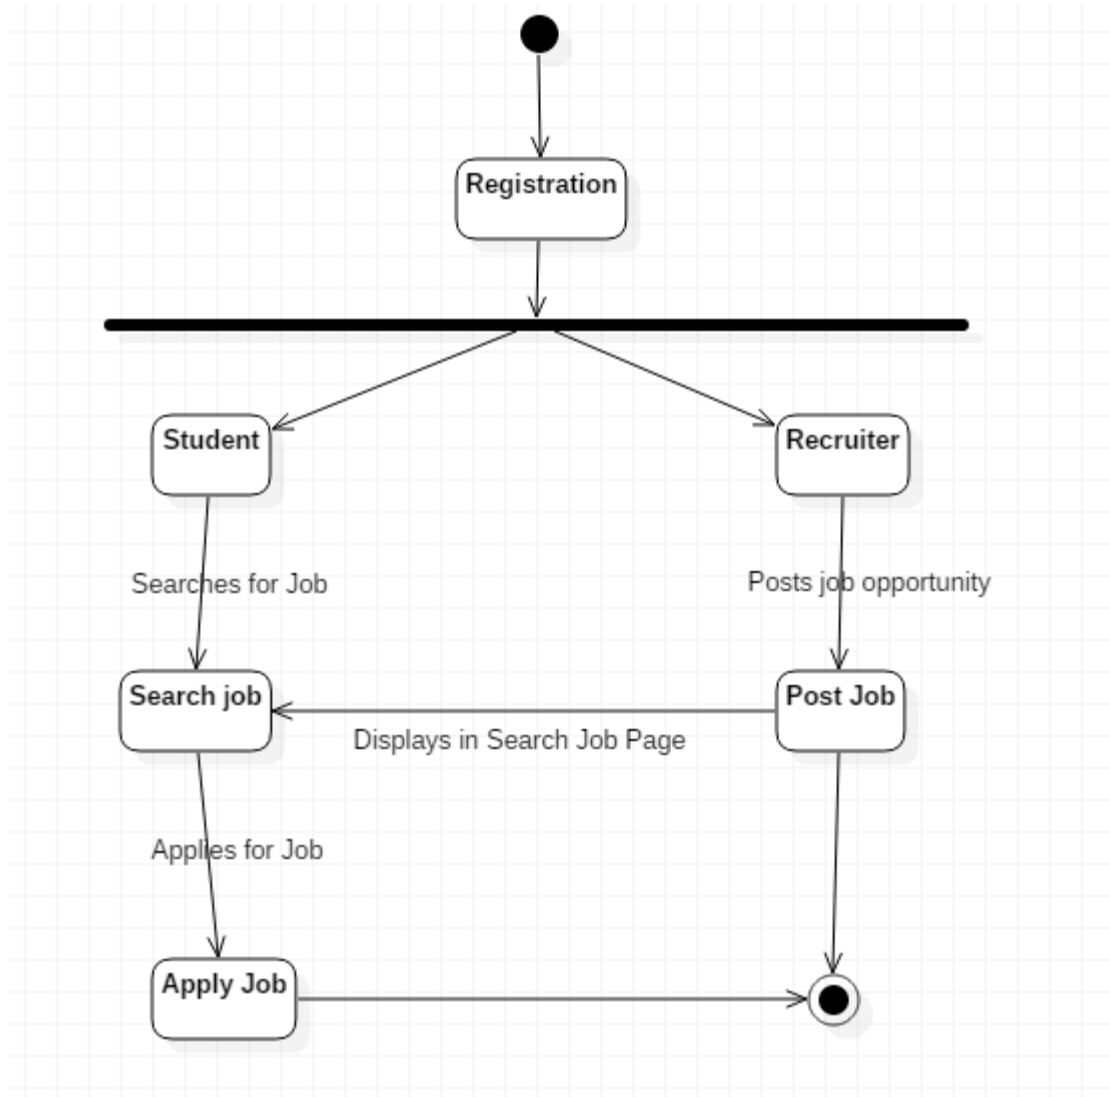 Registration
Student
Recruiter
Searches for Job
Posts job opportunity
Search job
Post Job
Displays in Search Job Page
Applies for Job
Apply Job